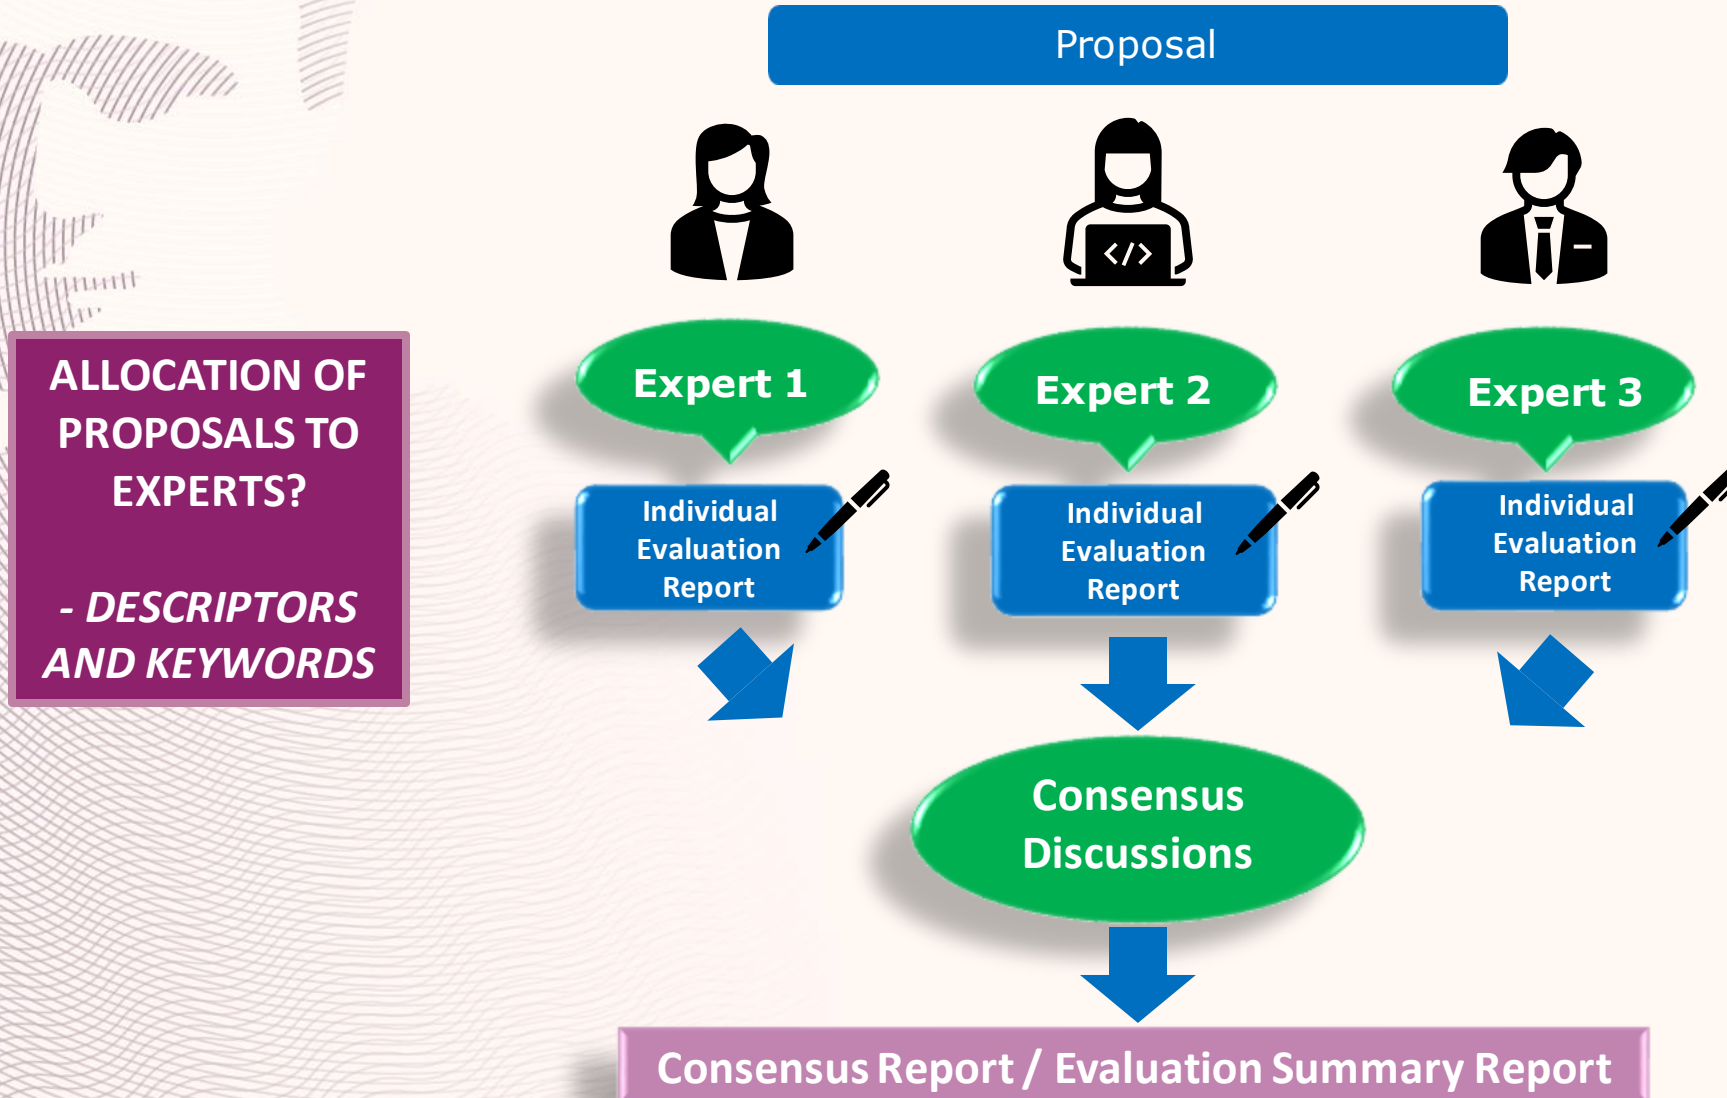 Proposal
ALLOCATION OF
PROPOSALS TO
EXPERTS?
- DESCRIPTORS
AND KEYWORDS
</>
Expert 1
Expert 2
Expert 3
Individual
Evaluation
Report
Individual
Evaluation
Report
Individual
Evaluation
Report
Consensus
Discussions
Consensus Report / Evaluation Summary Report